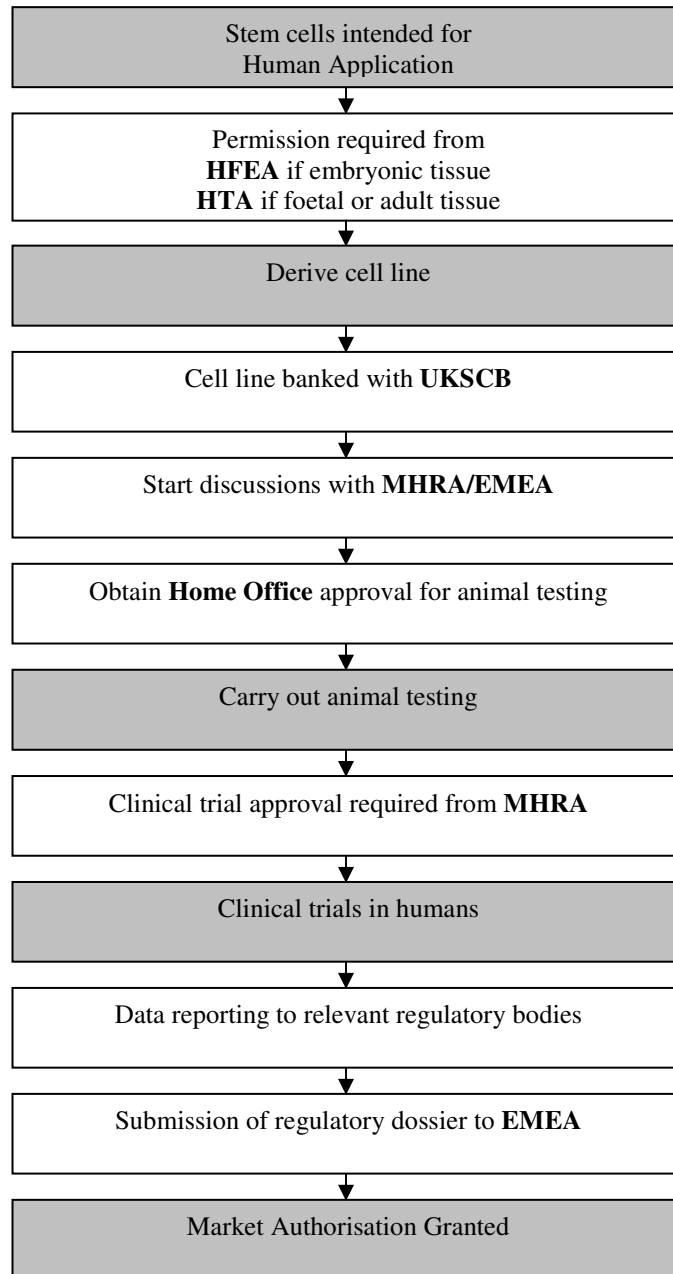 Stem cells intended for
Human Application
Permission required from
HFEA if embryonic tissue
HTA if foetal or adult tissue
Derive cell line
Cell line banked with UKSCB
Start discussions with MHRA/EMEA
Obtain Home Office approval for animal testing
Carry out animal testing
Clinical trial approval required from MHRA
Clinical trials in humans
Data reporting to relevant regulatory bodies
Submission of regulatory dossier to EMEA
Market Authorisation Granted